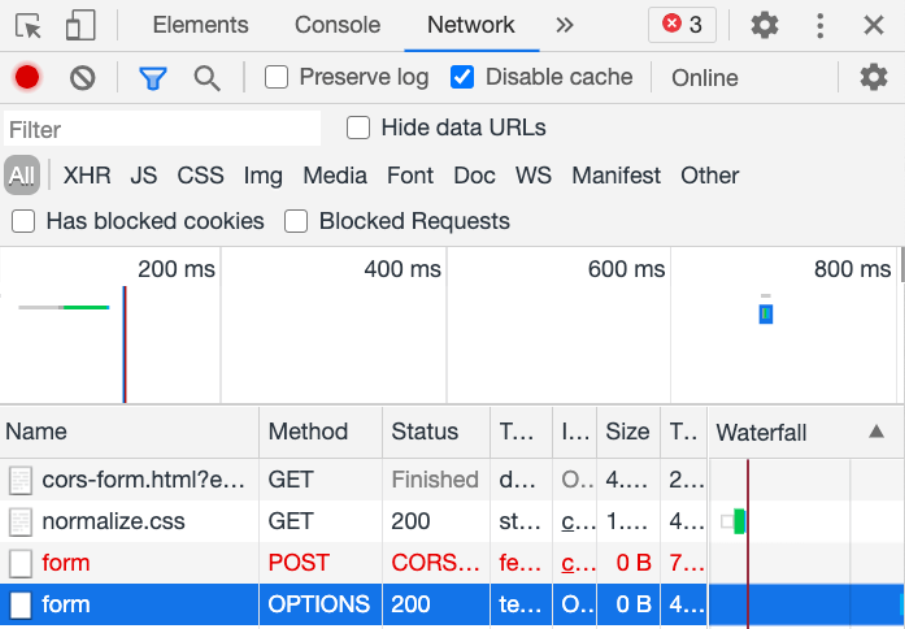 Elements Console Network » 3
Preserve log Disable cache Online
Filter Hide data URLs
All XHR JS CSS Img Media Font Doc WS Manifest Other
Has blocked cookies Blocked Requests
200 ms 400 ms 600 ms 800 ms
Name Method Status T... I... Size T.. Waterfall
cors-form.html?e... GET Finished d... O.. 4.... 2...
normalize.css GET 200 st... c... 1.... 4...
form POST CORS... fe... c... 0 B 7...
form OPTIONS 200 te... O.. 0 B 4...